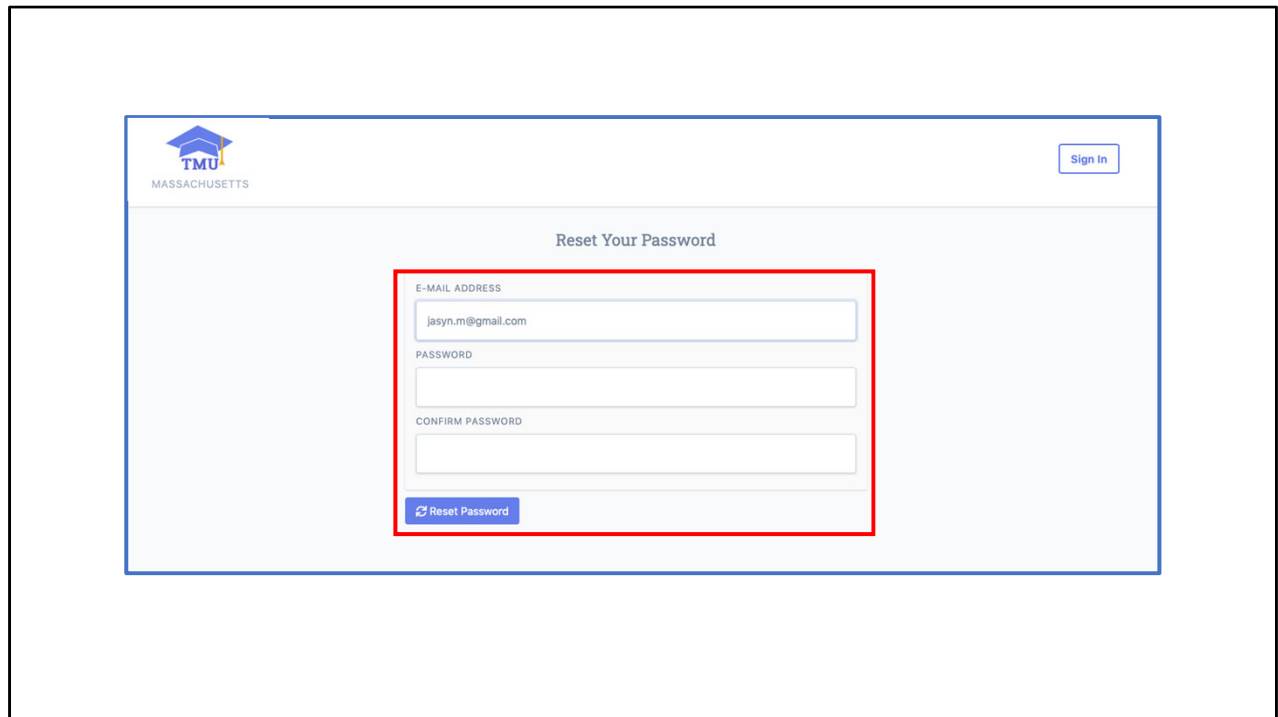 TMU
MASSACHUSETTS
Sign In
Reset Your Password
E-MAIL ADDRESS
jasyn.m@gmail.com
PASSWORD
CONFIRM PASSWORD
Reset Password